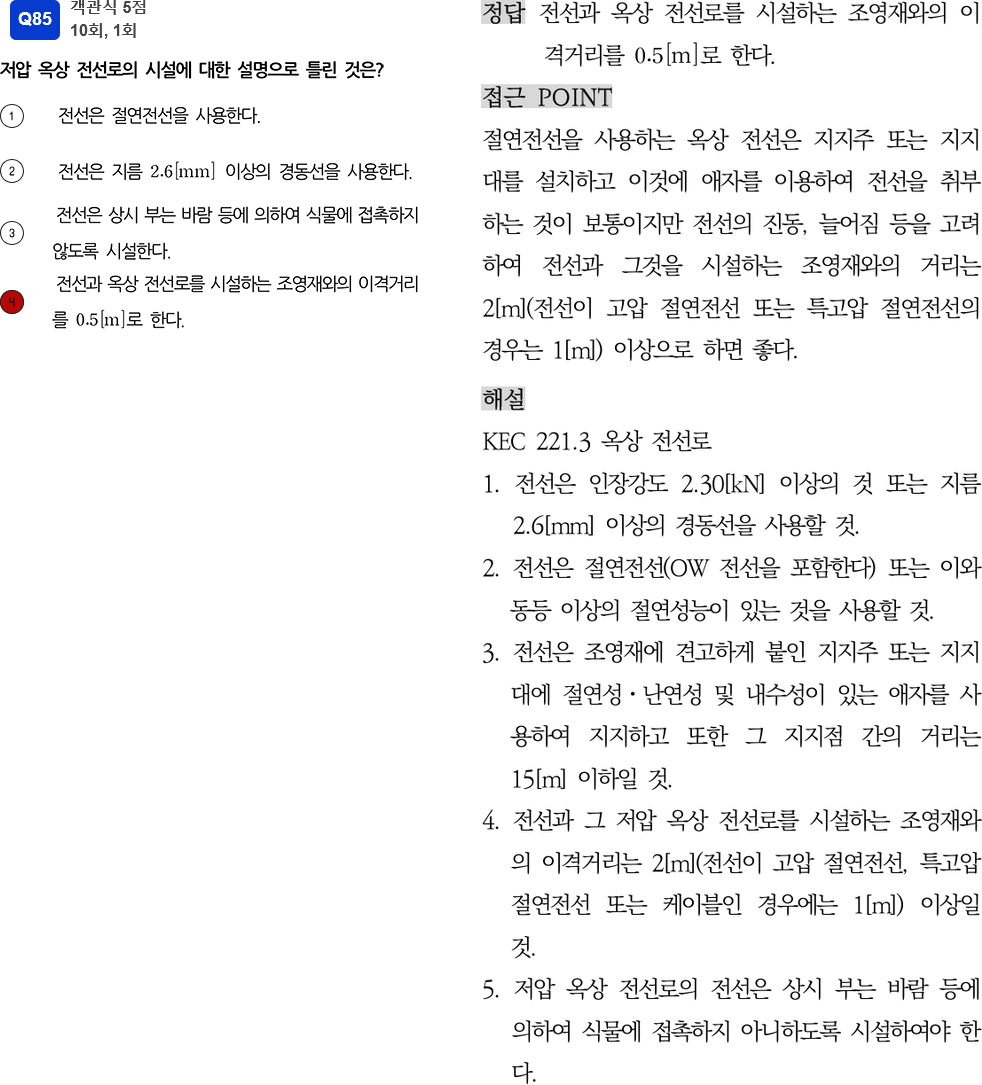 Q85
객관식 5점
10회, 1회
저압 옥상 전선로의 시설에 대한 설명으로 틀린 것은?
1 전선은 절연전선을 사용한다.
2 전선은 지름 2.6[mm] 이상의 경동선을 사용한다.
3 전선은 상시 부는 바람 등에 의하여 식물에 접촉하지
않도록 시설한다.
4 전선과 옥상 전선로를 시설하는 조영재와의 이격거리
를 0.5[m]로 한다.
정답 전선과 옥상 전선로를 시설하는 조영재와의 이
격거리를 0.5[m]로 한다.
접근 POINT
절연전선을 사용하는 옥상 전선은 지지주 또는 지지
대를 설치하고 이것에 애자를 이용하여 전선을 취부
하는 것이 보통이지만 전선의 진동, 늘어짐 등을 고려
하여 전선과 그것을 시설하는 조영재와의 거리는
2[m](전선이 고압 절연전선 또는 특고압 절연전선의
경우는 1[m]) 이상으로 하면 좋다.
해설
KEC 221.3 옥상 전선로
1. 전선은 인장강도 2.30[kN] 이상의 것 또는 지름
2.6[mm] 이상의 경동선을 사용할 것.
2. 전선은 절연전선(OW 전선을 포함한다) 또는 이와
동등 이상의 절연성능이 있는 것을 사용할 것.
3. 전선은 조영재에 견고하게 붙인 지지주 또는 지지
대에 절연성·난연성 및 내수성이 있는 애자를 사
용하여 지지하고 또한 그 지지점 간의 거리는
15[m] 이하일 것.
4. 전선과 그 저압 옥상 전선로를 시설하는 조영재와
의 이격거리는 2[m](전선이 고압 절연전선, 특고압
절연전선 또는 케이블인 경우에는 1[m]) 이상일
것.
5. 저압 옥상 전선로의 전선은 상시 부는 바람 등에
의하여 식물에 접촉하지 아니하도록 시설하여야 한
다.